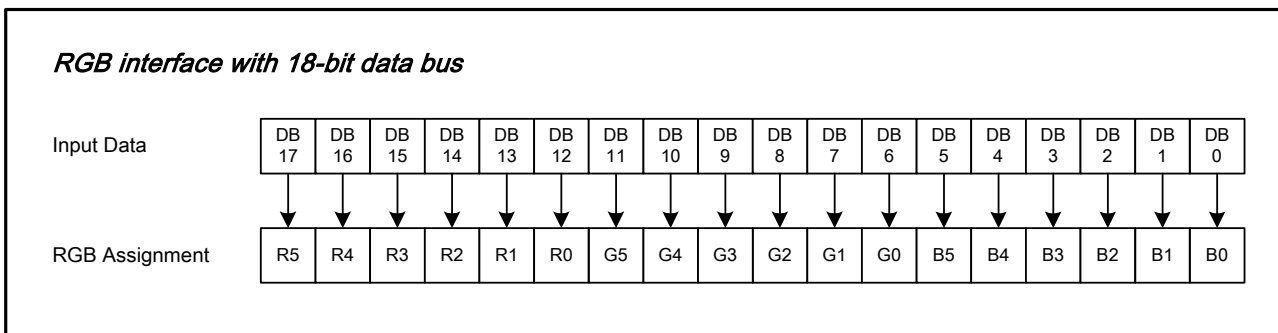 RGB interface with 18-bit data bus
Input Data DB 17 DB 16 DB 15 DB 14 DB 13 DB 12 DB 11 DB 10 DB 9 DB 8 DB 7 DB 6 DB 5 DB 4 DB 3 DB 2 DB 1 DB 0
RGB Assignment R5 R4 R3 R2 R1 R0 G5 G4 G3 G2 G1 G0 B5 B4 B3 B2 B1 B0